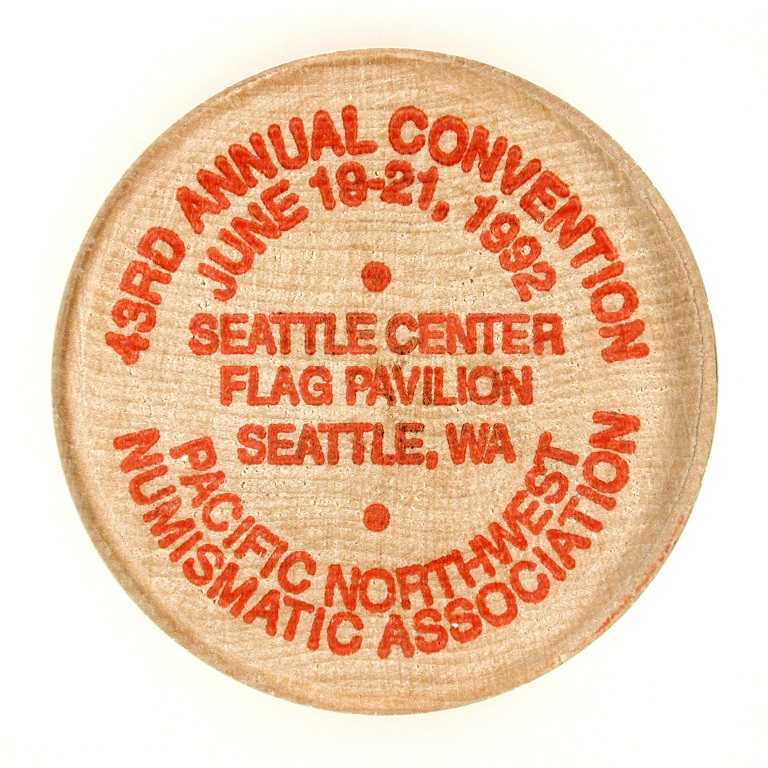 43RD ANNUAL CONVENTION
JUNE 19-21, 1992
SEATTLE CENTER
FLAG PAVILION
SEATTLE, WA
PACIFIC NORTHWEST
NUMISMATIC ASSOCIATION